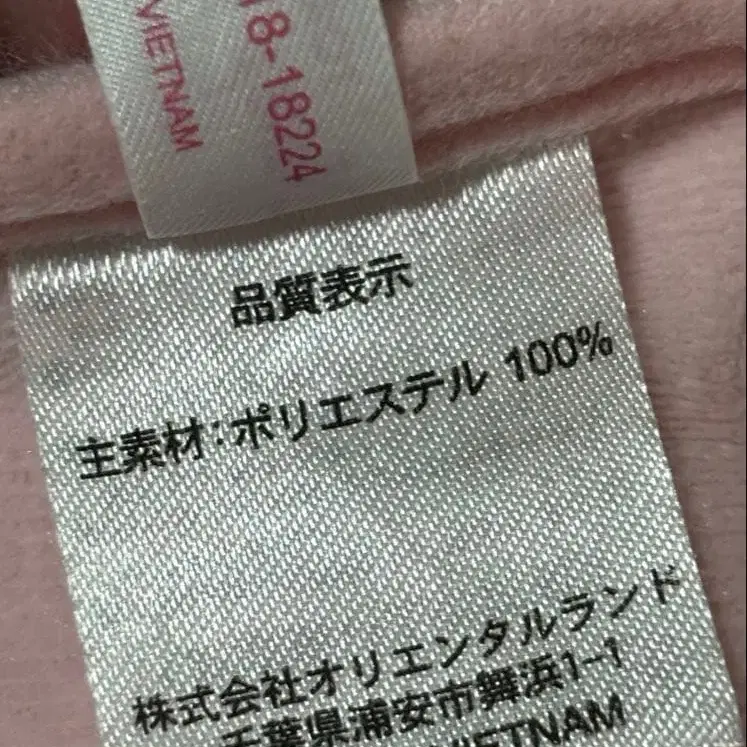 18-18224
VIETNAM
品質表示
主素材:ポリエステル 100%
株式会社オリエンタルランド
千葉県浦安市舞浜1-1
VIETNAM